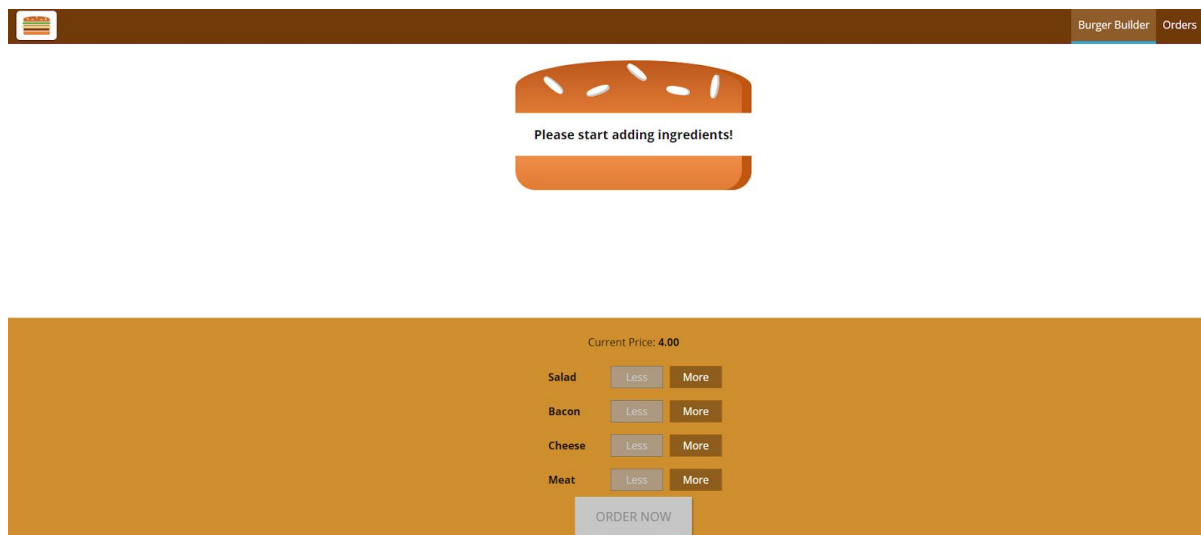 Burger Builder Orders
Please start adding ingredients!
Current Price: 4.00
Salad Less More
Bacon Less More
Cheese Less More
Meat Less More
ORDER NOW